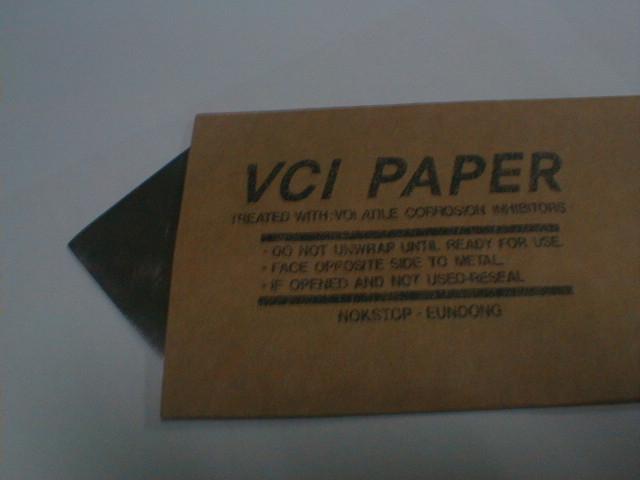 VCI PAPER
TREATED WITH: VOLATILE CORROSION INHIBITORS
· DO NOT UNWRAP UNTIL READY FOR USE.
· FACE OPPOSITE SIDE TO METAL.
· IF OPENED AND NOT USED-RESEAL
NOKSTOP - EUNDONG